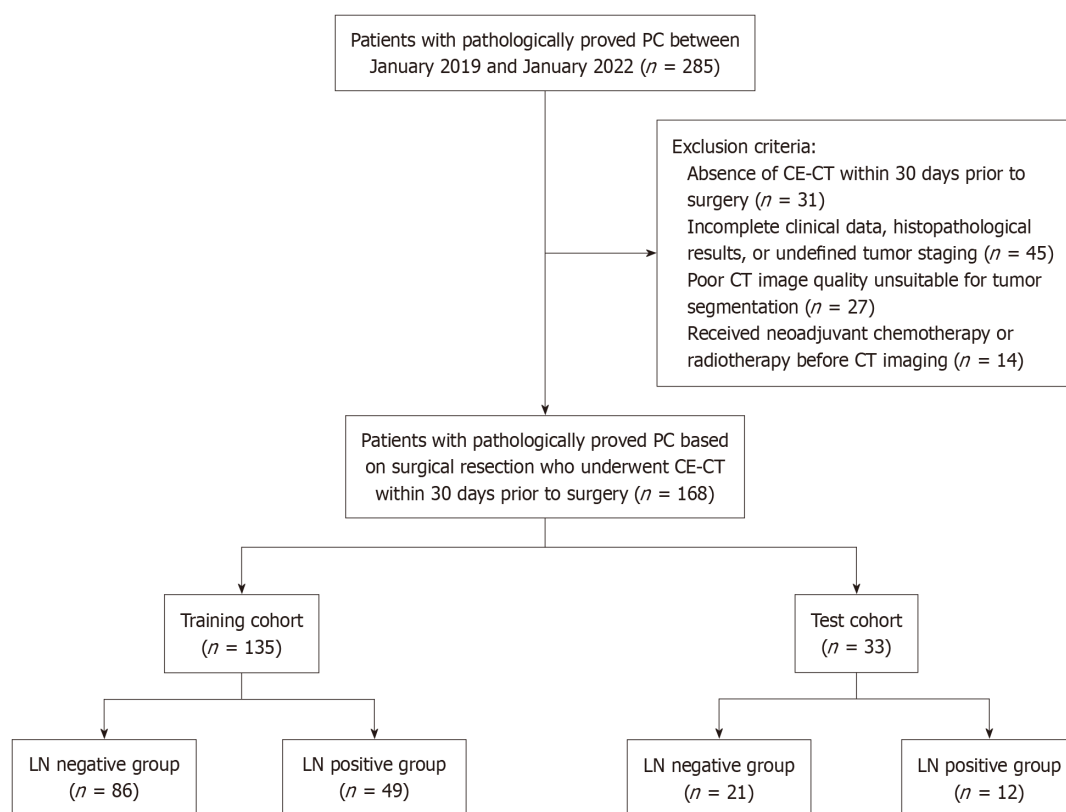 Patients with pathologically proved PC between
January 2019 and January 2022 (n = 285)
Exclusion criteria:
Absence of CE-CT within 30 days prior to
surgery (n = 31)
Incomplete clinical data, histopathological
results, or undefined tumor staging (n = 45)
Poor CT image quality unsuitable for tumor
segmentation (n = 27)
Received neoadjuvant chemotherapy or
radiotherapy before CT imaging (n = 14)
Patients with pathologically proved PC based
on surgical resection who underwent CE-CT
within 30 days prior to surgery (n = 168)
Training cohort
(n = 135)
Test cohort
(n = 33)
LN negative group
(n = 86)
LN positive group
(n = 49)
LN negative group
(n = 21)
LN positive group
(n = 12)